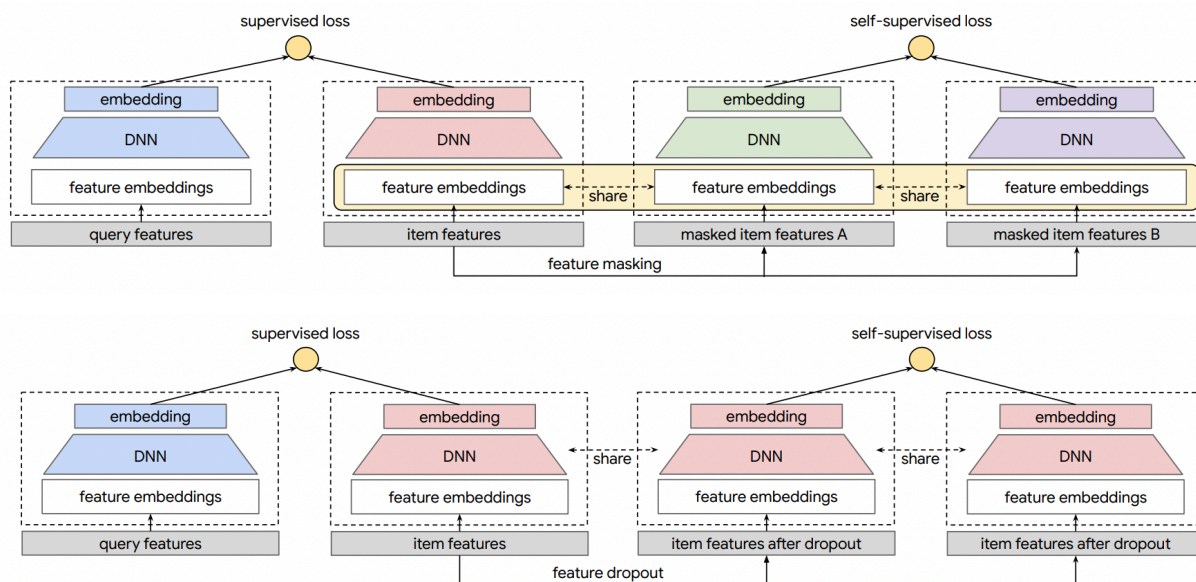 supervised loss
self-supervised loss
embedding
embedding
embedding
embedding
DNN
DNN
DNN
DNN
feature embeddings
feature embeddings
share
feature embeddings
share
feature embeddings
query features
item features
masked item features A
masked item features B
feature masking
supervised loss
self-supervised loss
embedding
embedding
embedding
embedding
DNN
DNN
share
DNN
share
DNN
feature embeddings
feature embeddings
feature embeddings
feature embeddings
query features
item features
item features after dropout
item features after dropout
feature dropout